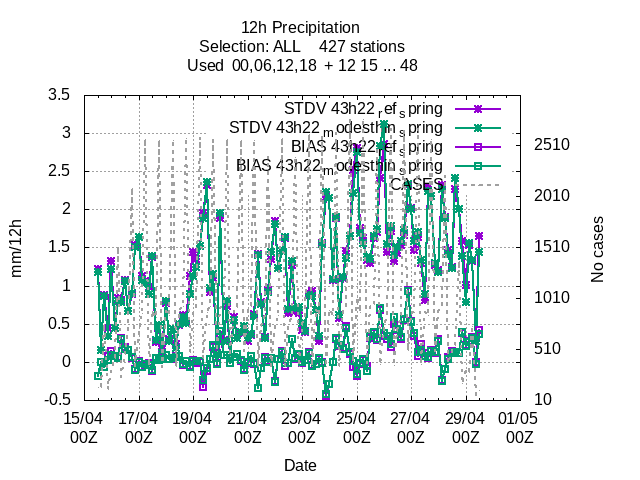 12h Precipitation
Selection: ALL 427 stations
Used 00,06,12,18 + 12 15 ... 48
STDV 43h22_ref_spring
STDV 43h22_modesthin_spring
BIAS 43h22_ref_spring
BIAS 43h22_modesthin_spring
CASES
3.5
3
2.5
2
1.5
1
0.5
0
-0.5
mm/12h
2510
2010
1510
1010
510
10
No cases
15/04 17/04 19/04 21/04 23/04 25/04 27/04 29/04 01/05
00Z 00Z 00Z 00Z 00Z 00Z 00Z 00Z 00Z
Date